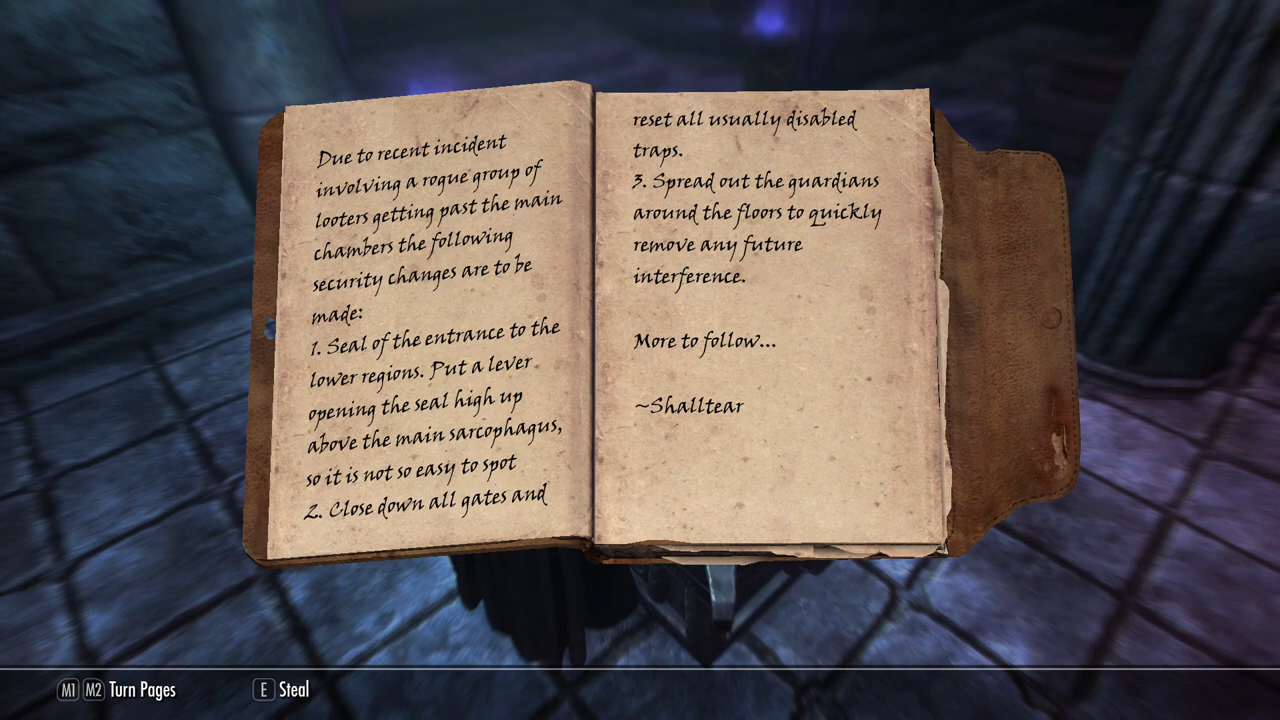 Due to recent incident
involving a rogue group of
looters getting past the main
chambers the following
security changes are to be
made:
1. Seal of the entrance to the
lower regions. Put a lever
opening the seal high up
above the main sarcophagus,
so it is not so easy to spot
2. Close down all gates and
reset all usually disabled
traps.
3. Spread out the guardians
around the floors to quickly
remove any future
interference.
More to follow...
~Shalltear
M1 M2 Turn Pages
E Steal